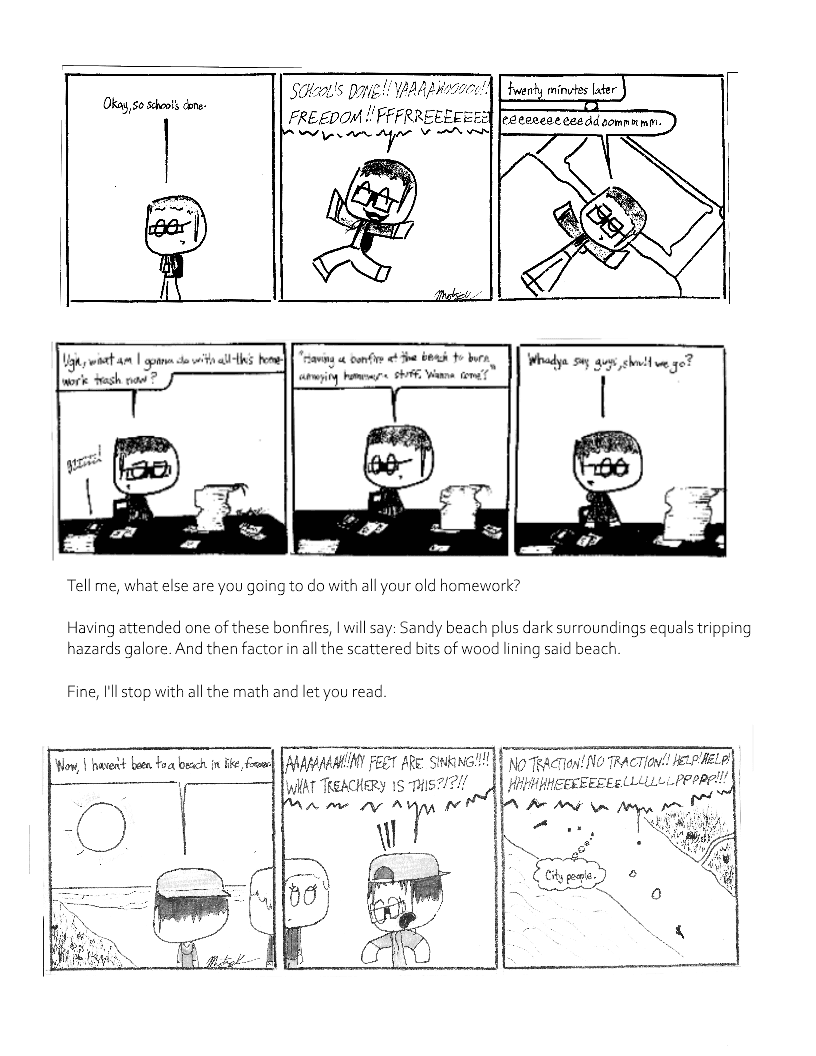 Okay, so school's done.
SCHOOL'S DONE!! YAAAAHOOOOO!!
FREEDOM!! FFFRREEEEEEE
twenty minutes later
eeeeeeeeeeddoommmmm.
Ugh, what am I gonna do with all this home-
work trash now?
"Having a bonfire at the beach to burn
annoying homework stuff. Wanna come?"
Whadya say guys, should we go?
Tell me, what else are you going to do with all your old homework?
Having attended one of these bonfires, I will say: Sandy beach plus dark surroundings equals tripping
hazards galore. And then factor in all the scattered bits of wood lining said beach.
Fine, I'll stop with all the math and let you read.
Wow, I haven't been to a beach in like, forever.
AAAAAAAH!! MY FEET ARE SINKING!!!!
WHAT TREACHERY IS THIS?!?!!
NO TRACTION! NO TRACTION!! HELP! HELP!
HHHHHHEEEEEEEELLLLLLLPPPPP!!!
City people.